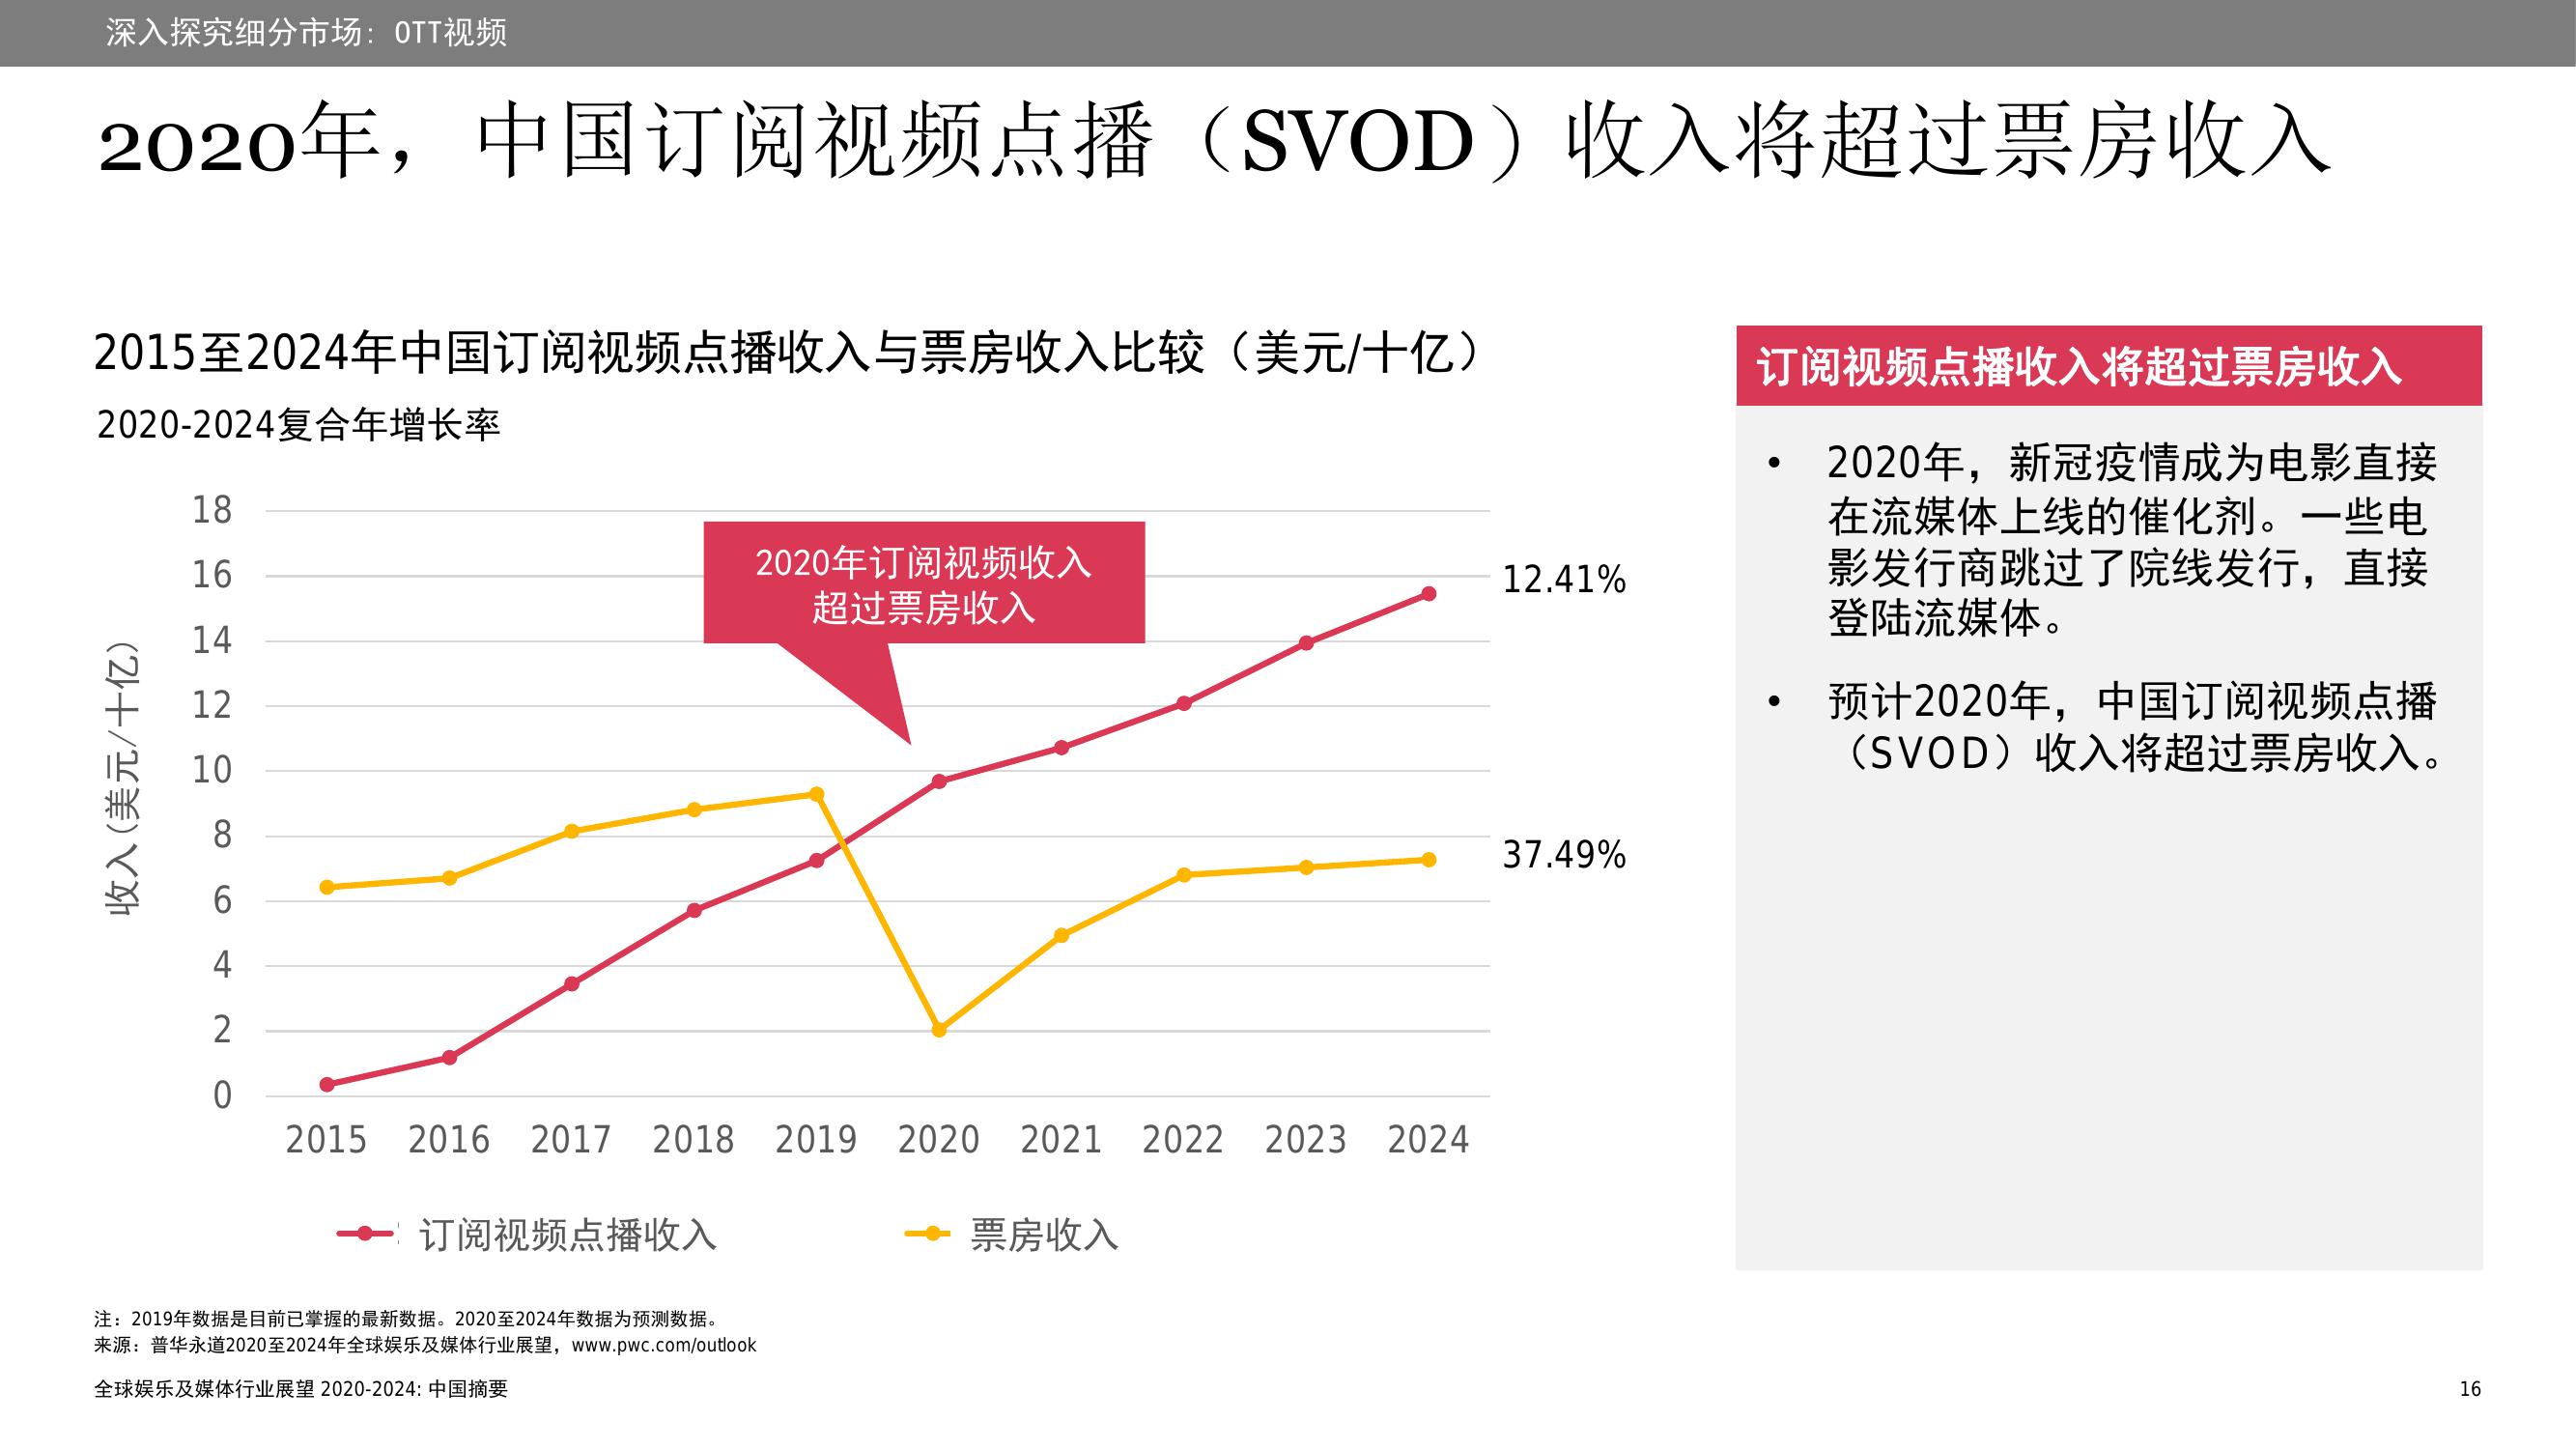 深入探究细分市场：OTT视频
2020年，中国订阅视频点播（SVOD）收入将超过票房收入
2015至2024年中国订阅视频点播收入与票房收入比较（美元/十亿）
2020-2024复合年增长率
18
16
14
12
10
8
6
4
2
0
收入(美元/十亿)
2020年订阅视频收入
超过票房收入
12.41%
37.49%
2015 2016 2017 2018 2019 2020 2021 2022 2023 2024
订阅视频点播收入 票房收入
订阅视频点播收入将超过票房收入
• 2020年，新冠疫情成为电影直接
在流媒体上线的催化剂。一些电
影发行商跳过了院线发行，直接
登陆流媒体。
• 预计2020年，中国订阅视频点播
（SVOD）收入将超过票房收入。
注：2019年数据是目前已掌握的最新数据。2020至2024年数据为预测数据。
来源：普华永道2020至2024年全球娱乐及媒体行业展望，www.pwc.com/outlook
全球娱乐及媒体行业展望 2020-2024: 中国摘要
16